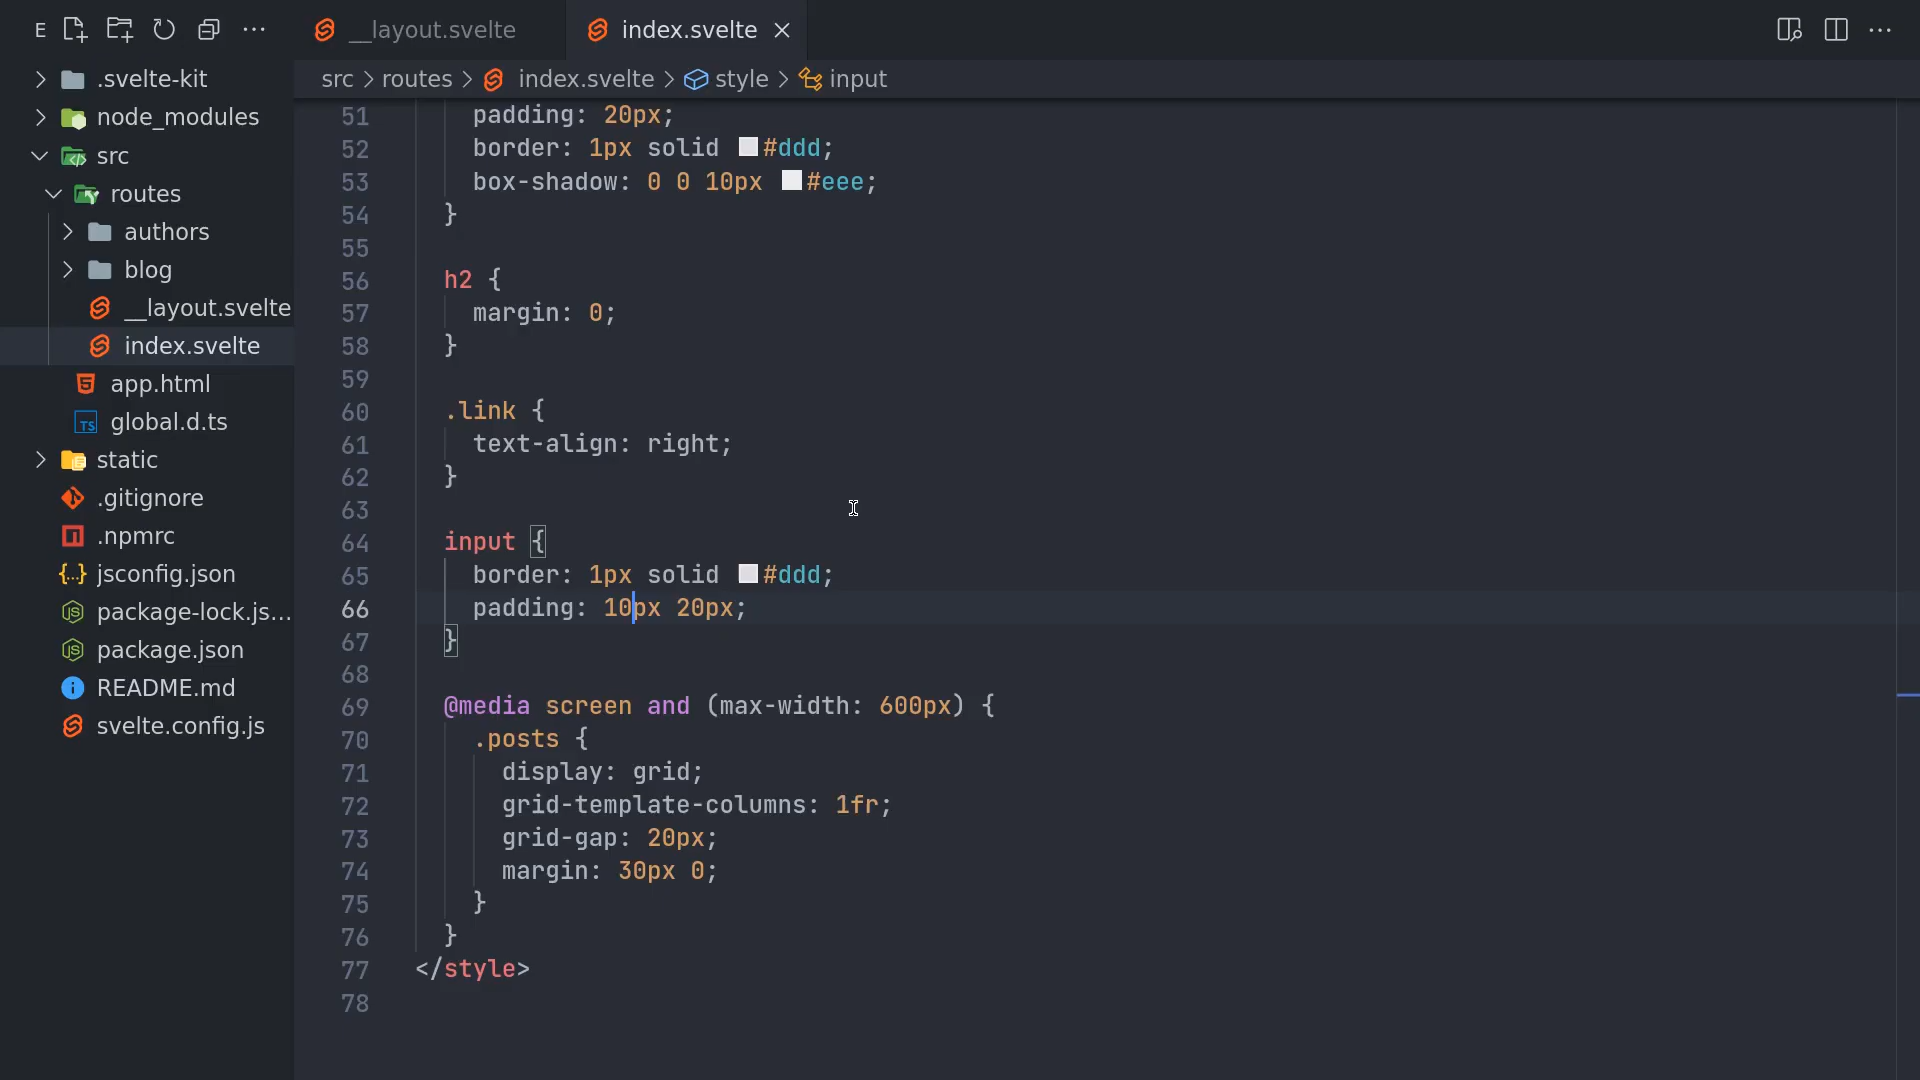 E
__layout.svelte
index.svelte
src > routes > index.svelte > style > input
.svelte-kit
node_modules
src
routes
authors
blog
__layout.svelte
index.svelte
app.html
global.d.ts
static
.gitignore
.npmrc
jsconfig.json
package-lock.js...
package.json
README.md
svelte.config.js
51 padding: 20px;
52 border: 1px solid #ddd;
53 box-shadow: 0 0 10px #eee;
54 }
55
56 h2 {
57 margin: 0;
58 }
59
60 .link {
61 text-align: right;
62 }
63
64 input {
65 border: 1px solid #ddd;
66 padding: 10px 20px;
67 }
68
69 @media screen and (max-width: 600px) {
70 .posts {
71 display: grid;
72 grid-template-columns: 1fr;
73 grid-gap: 20px;
74 margin: 30px 0;
75 }
76 }
77 </style>
78